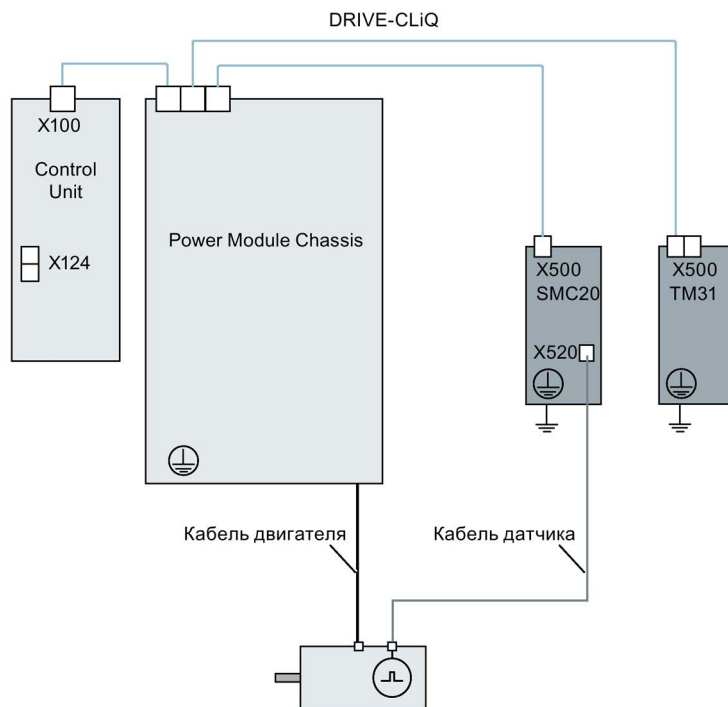 DRIVE-CLiQ
X100
Control
Unit
X124
Power Module Chassis
X500
SMC20
X520
X500
TM31
Кабель двигателя
Кабель датчика